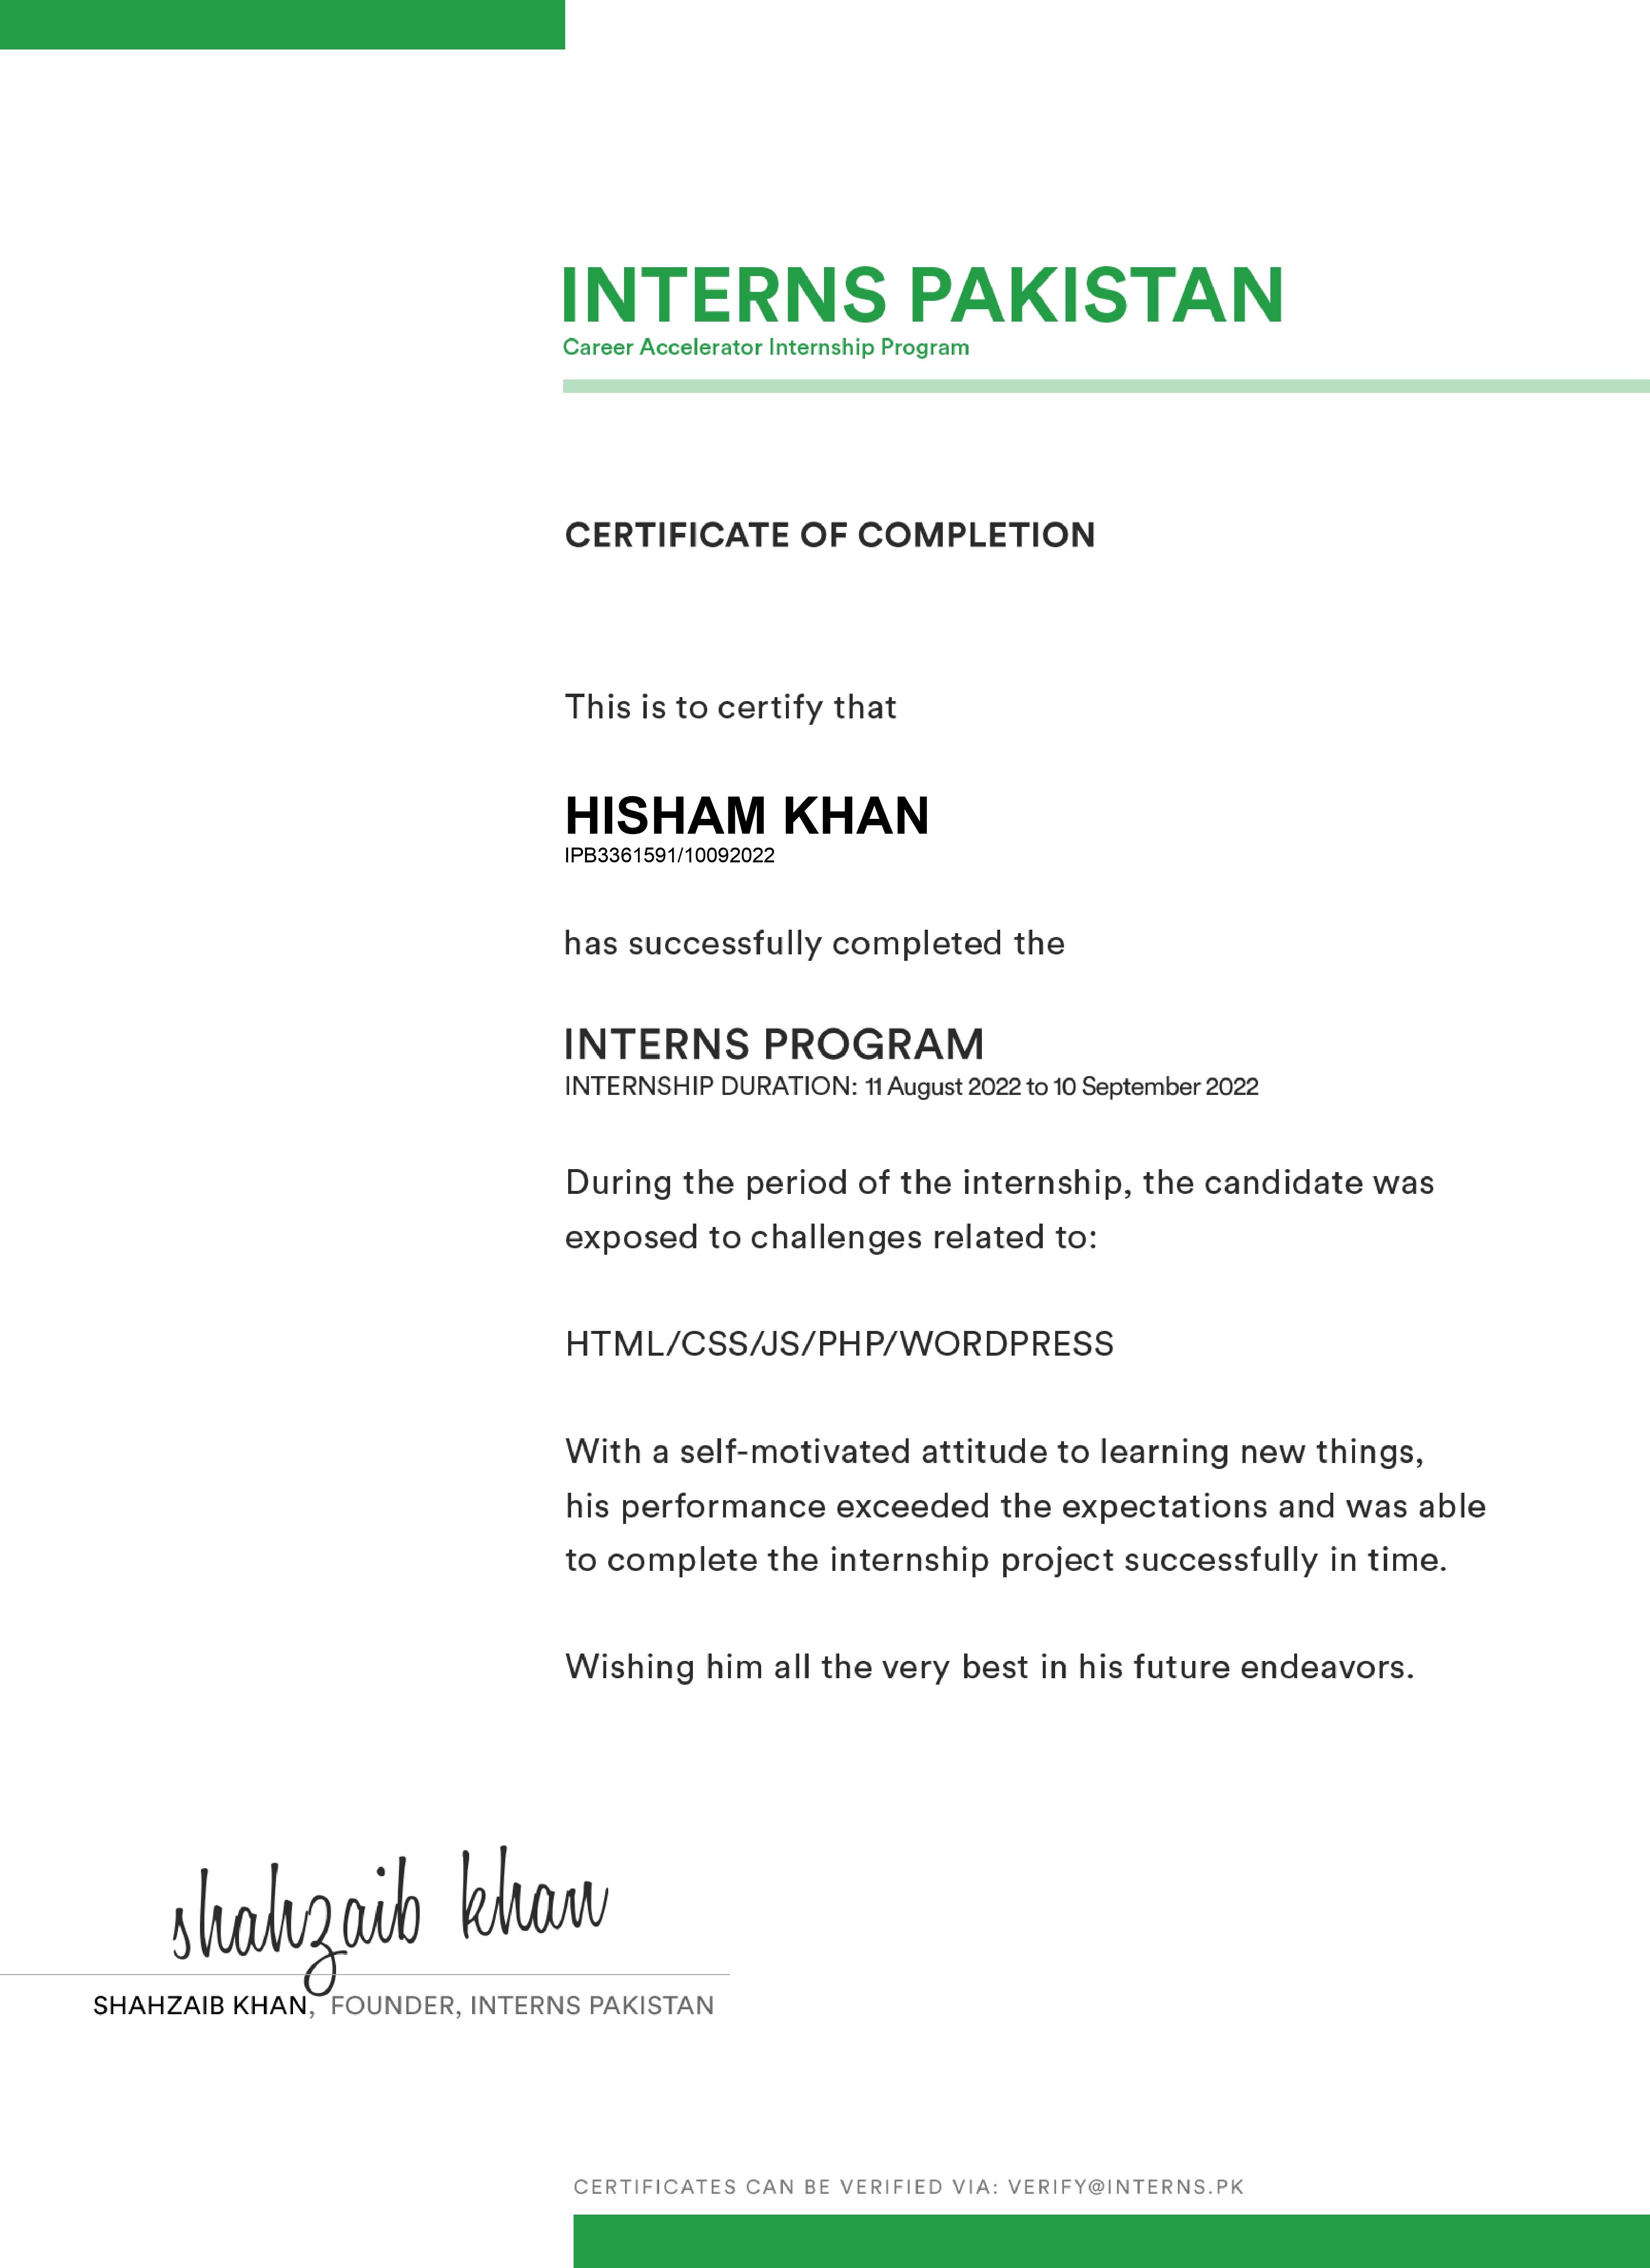 INTERNS PAKISTAN
Career Accelerator Internship Program
CERTIFICATE OF COMPLETION
This is to certify that
HISHAM KHAN
IPB3361591/10092022
has successfully completed the
INTERNS PROGRAM
INTERNSHIP DURATION: 11 August 2022 to 10 September 2022
During the period of the internship, the candidate was
exposed to challenges related to:
HTML/CSS/JS/PHP/WORDPRESS
With a self-motivated attitude to learning new things,
his performance exceeded the expectations and was able
to complete the internship project successfully in time.
Wishing him all the very best in his future endeavors.
shahzaib khan
SHAHZAIB KHAN, FOUNDER, INTERNS PAKISTAN
CERTIFICATES CAN BE VERIFIED VIA: VERIFY@INTERNS.PK